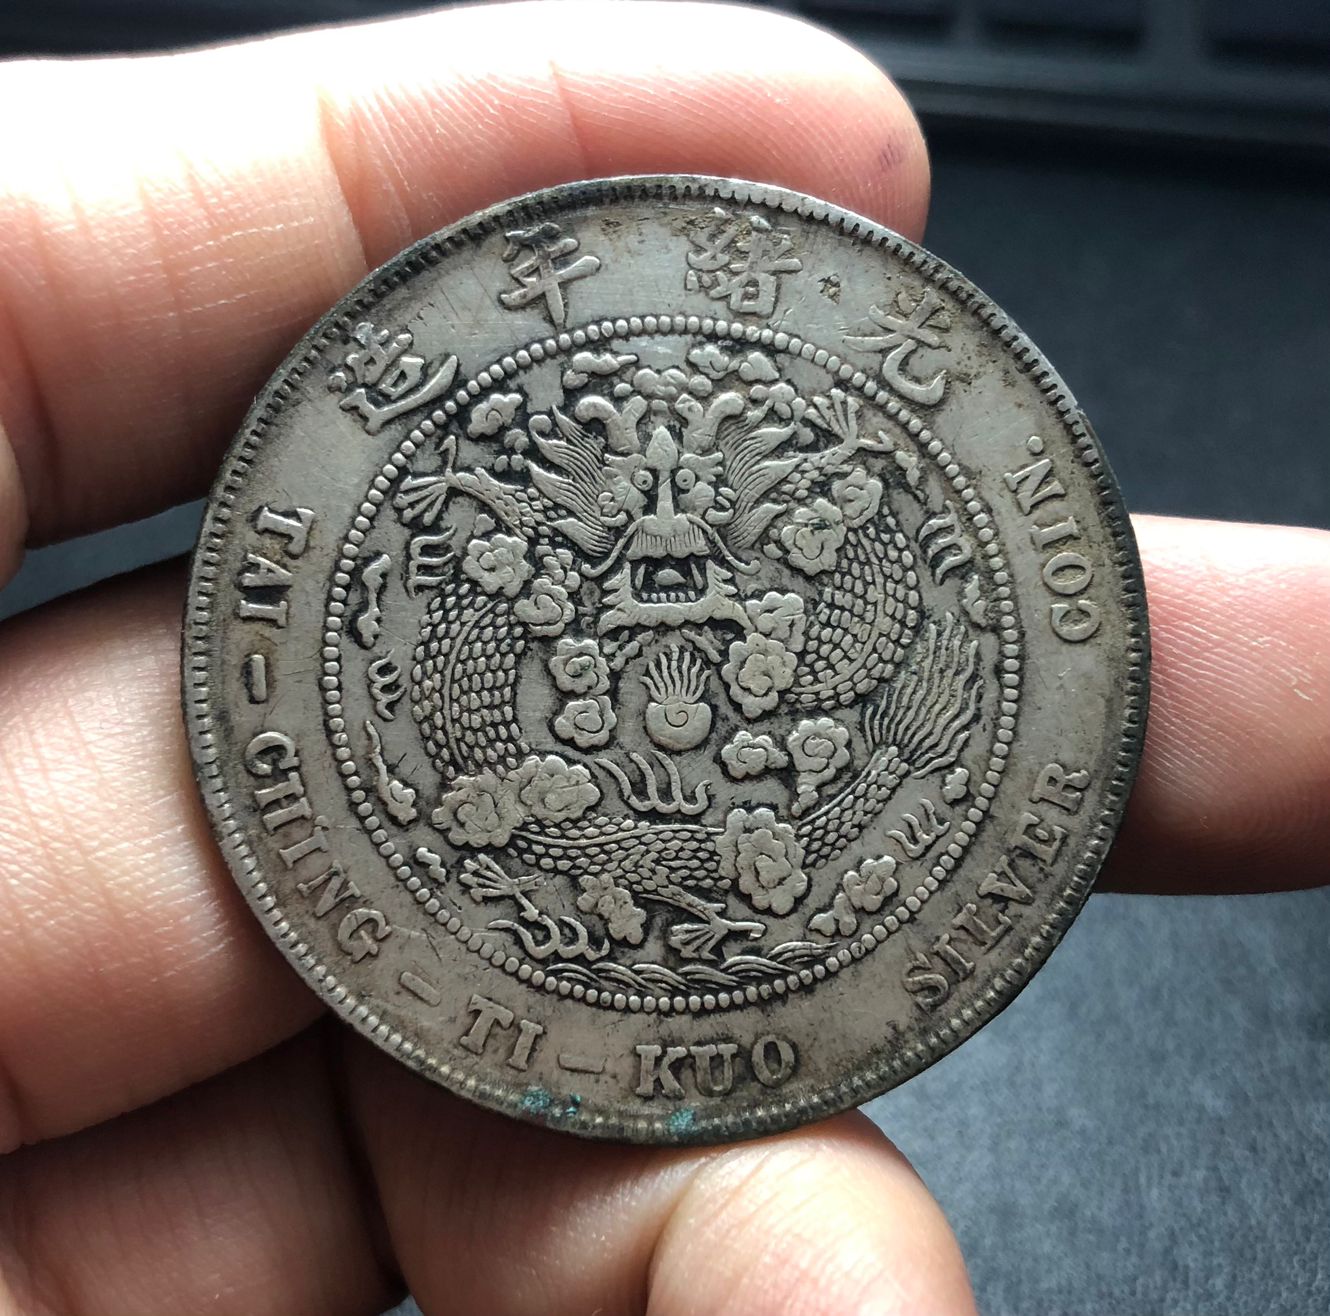 光緒年造
TAI-CHING-TI-KUO SILVER COIN.